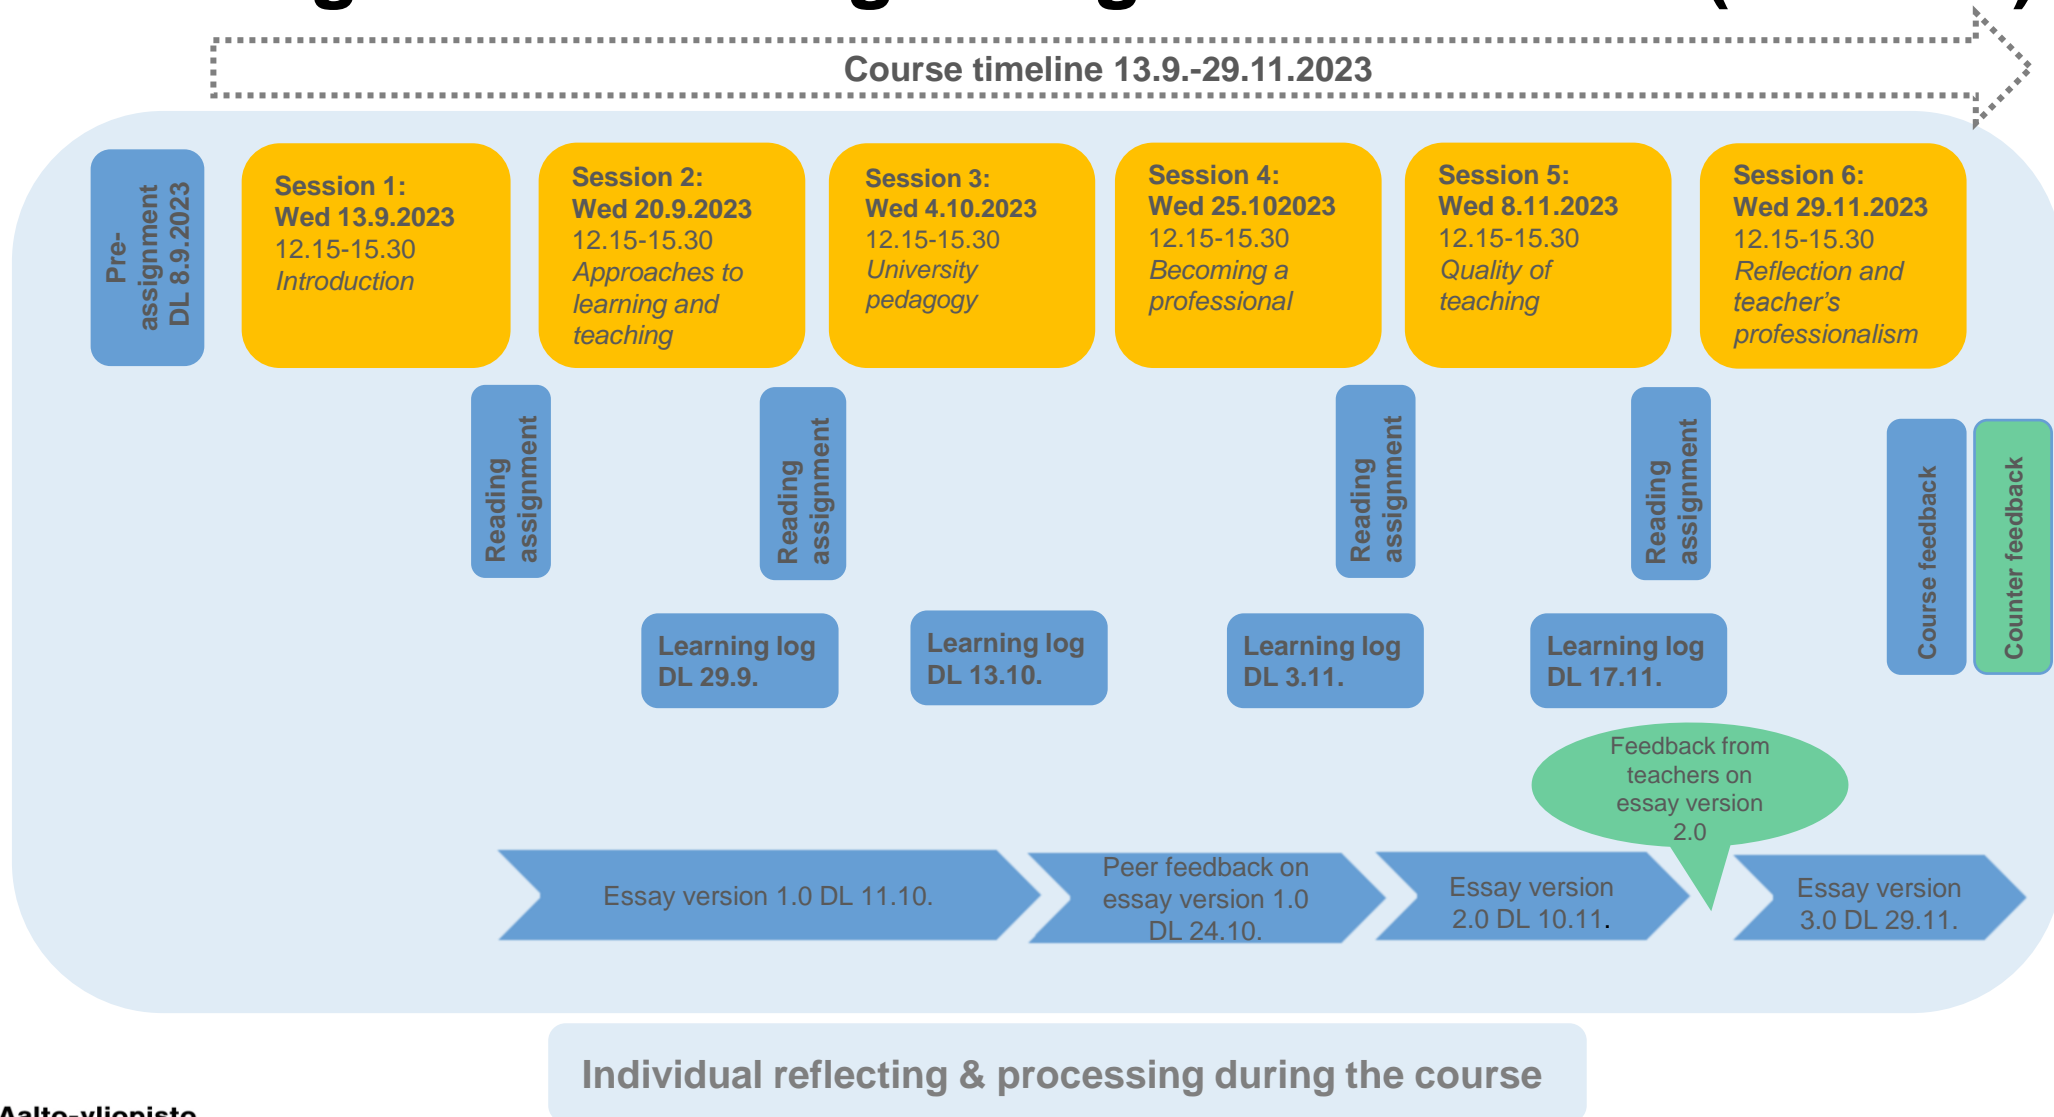 Course timeline 13.9.-29.11.2023
Pre-
assignment
DL 8.9.2023
Session 1:
Wed 13.9.2023
12.15-15.30
Introduction
Session 2:
Wed 20.9.2023
12.15-15.30
Approaches to
learning and
teaching
Session 3:
Wed 4.10.2023
12.15-15.30
University
pedagogy
Session 4:
Wed 25.102023
12.15-15.30
Becoming a
professional
Session 5:
Wed 8.11.2023
12.15-15.30
Quality of
teaching
Session 6:
Wed 29.11.2023
12.15-15.30
Reflection and
teacher's
professionalism
Reading
assignment
Reading
assignment
Reading
assignment
Reading
assignment
Course feedback
Counter feedback
Learning log
DL 29.9.
Learning log
DL 13.10.
Learning log
DL 3.11.
Learning log
DL 17.11.
Feedback from
teachers on
essay version
2.0
Essay version 1.0 DL 11.10.
Peer feedback on
essay version 1.0
DL 24.10.
Essay version
2.0 DL 10.11.
Essay version
3.0 DL 29.11.
Individual reflecting & processing during the course
Aalto-yliopisto